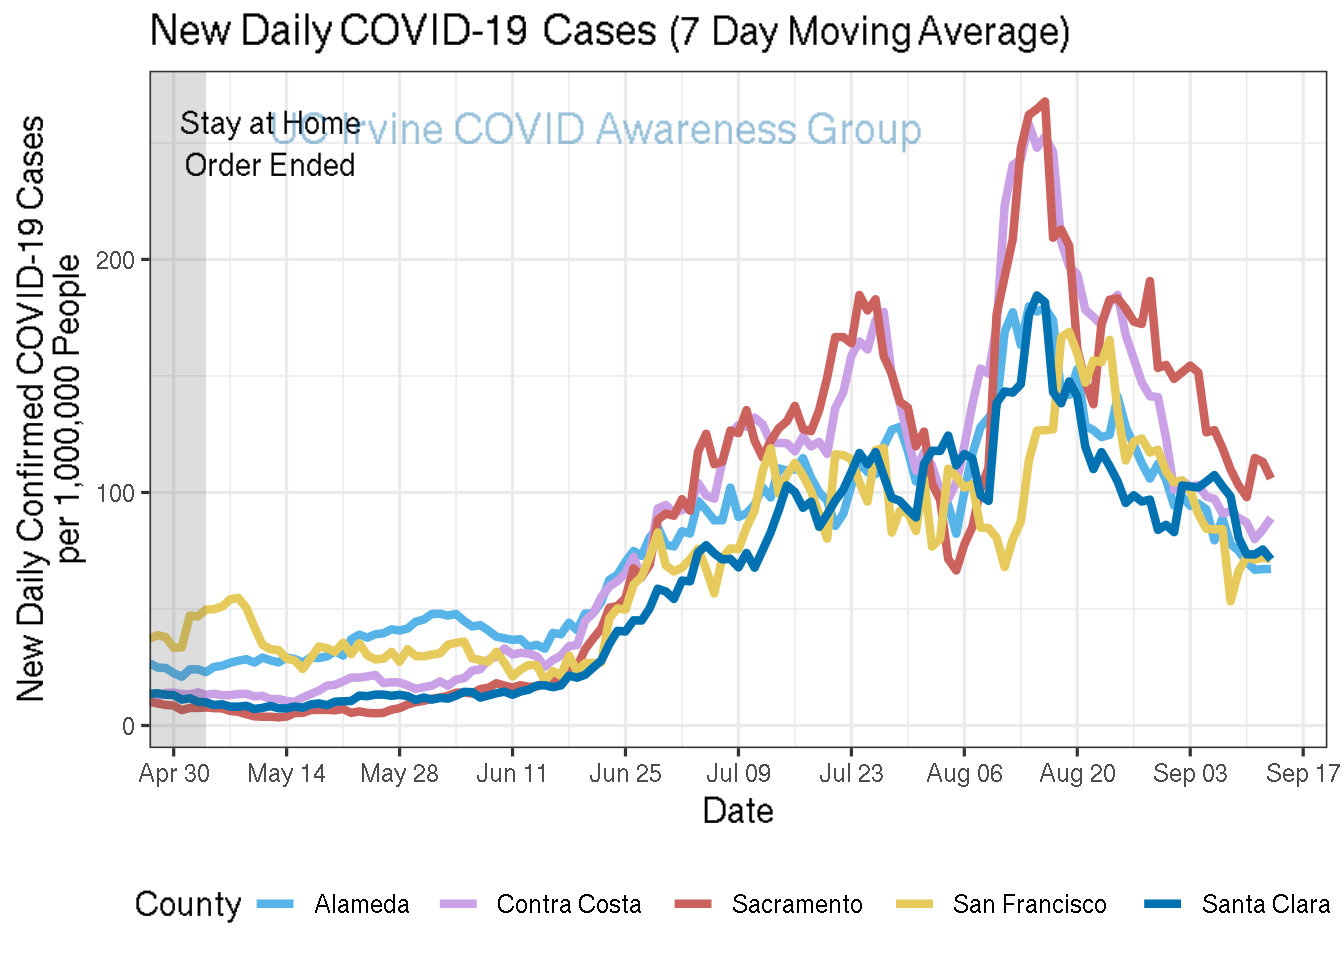 New Daily COVID-19 Cases (7 Day Moving Average)
UC Irvine COVID Awareness Group
Stay at Home
Order Ended
New Daily Confirmed COVID-19 Cases
per 1,000,000 People
200
100
0
Apr 30 May 14 May 28 Jun 11 Jun 25 Jul 09 Jul 23 Aug 06 Aug 20 Sep 03 Sep 17
Date
County Alameda Contra Costa Sacramento San Francisco Santa Clara